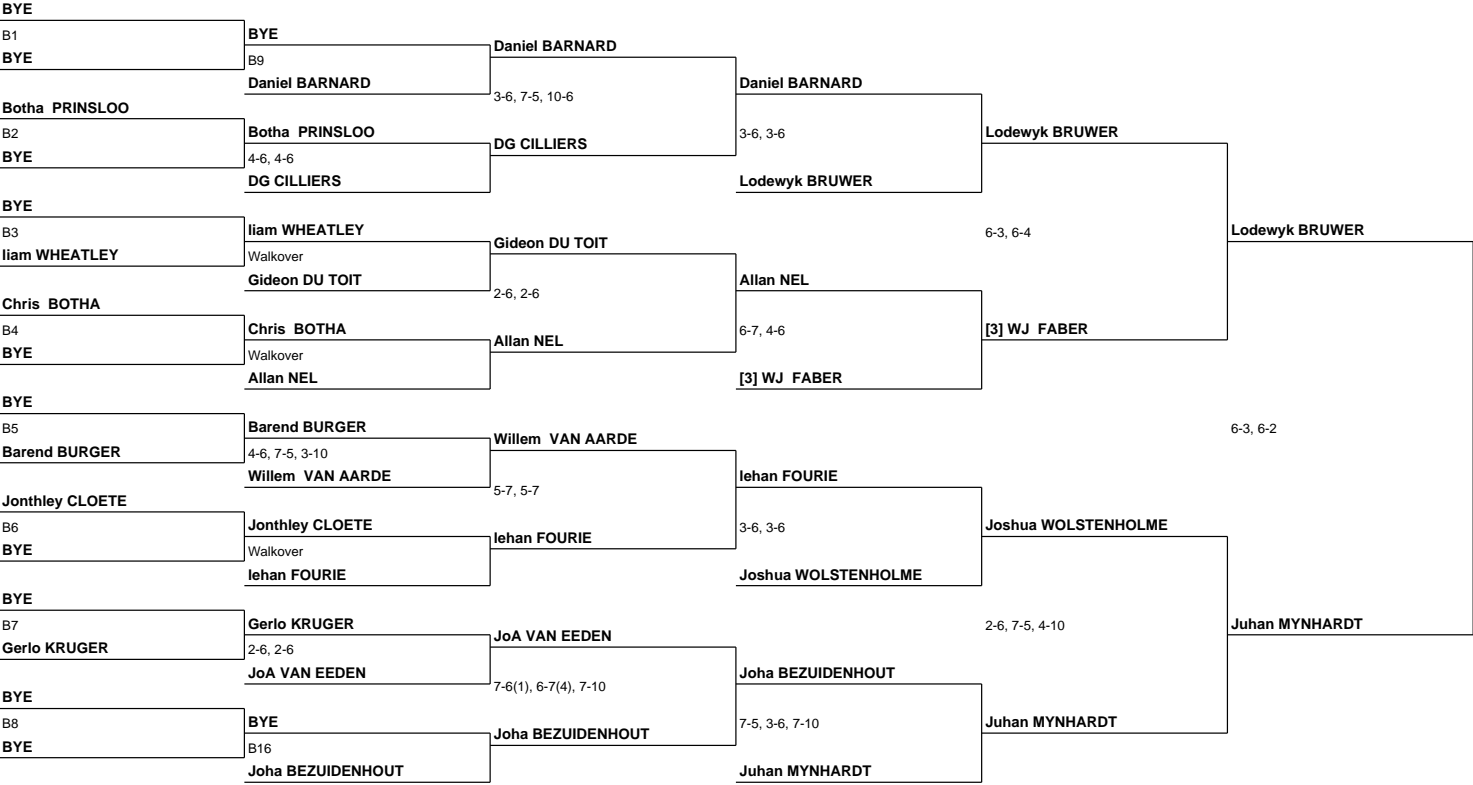 BYE
B1
BYE
Botha PRINSLOO
B2
BYE
BYE
B3
liam WHEATLEY
Chris BOTHA
B4
BYE
BYE
B5
Barend BURGER
Jonthley CLOETE
B6
BYE
BYE
B7
Gerlo KRUGER
BYE
B8
BYE
BYE
B9
Daniel BARNARD
Botha PRINSLOO
4-6, 4-6
DG CILLIERS
liam WHEATLEY
Walkover
Gideon DU TOIT
Chris BOTHA
Walkover
Allan NEL
Barend BURGER
4-6, 7-5, 3-10
Willem VAN AARDE
Jonthley CLOETE
Walkover
Iehan FOURIE
Gerlo KRUGER
2-6, 2-6
JoA VAN EEDEN
BYE
B16
Joha BEZUIDENHOUT
Daniel BARNARD
3-6, 7-5, 10-6
DG CILLIERS
Gideon DU TOIT
2-6, 2-6
Allan NEL
Willem VAN AARDE
5-7, 5-7
Iehan FOURIE
JoA VAN EEDEN
7-6(1), 6-7(4), 7-10
Joha BEZUIDENHOUT
Daniel BARNARD
3-6, 3-6
Lodewyk BRUWER
Allan NEL
6-7, 4-6
[3] WJ FABER
Iehan FOURIE
3-6, 3-6
Joshua WOLSTENHOLME
Joha BEZUIDENHOUT
7-5, 3-6, 7-10
Juhan MYNHARDT
Lodewyk BRUWER
6-3, 6-4
[3] WJ FABER
Joshua WOLSTENHOLME
2-6, 7-5, 4-10
Juhan MYNHARDT
Lodewyk BRUWER
6-3, 6-2
Juhan MYNHARDT